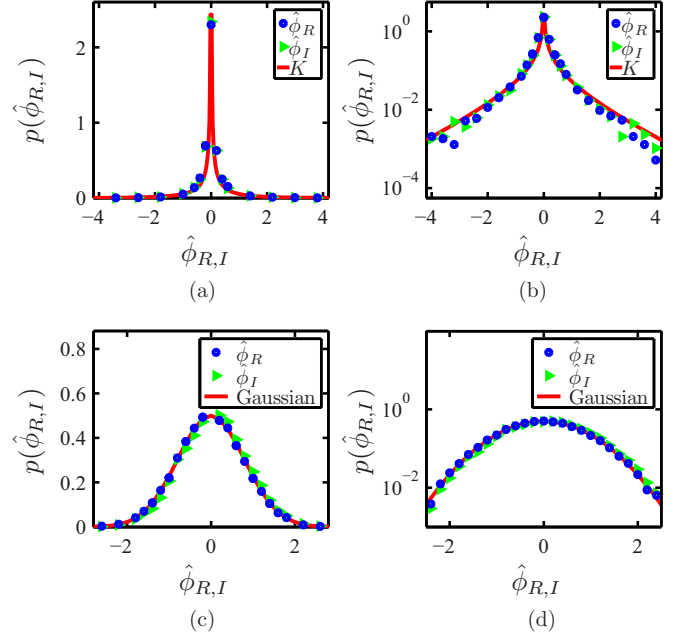 φ̂_R
φ̂_I
K
2
1
0
−4 −2 0 2 4
p(φ̂_{R,I})
φ̂_{R,I}
(a)
φ̂_R
φ̂_I
K
10^0
10^{−2}
10^{−4}
−4 −2 0 2 4
p(φ̂_{R,I})
φ̂_{R,I}
(b)
φ̂_R
φ̂_I
Gaussian
0.8
0.6
0.4
0.2
0
−2 0 2
p(φ̂_{R,I})
φ̂_{R,I}
(c)
φ̂_R
φ̂_I
Gaussian
10^0
10^{−2}
−2 0 2
p(φ̂_{R,I})
φ̂_{R,I}
(d)